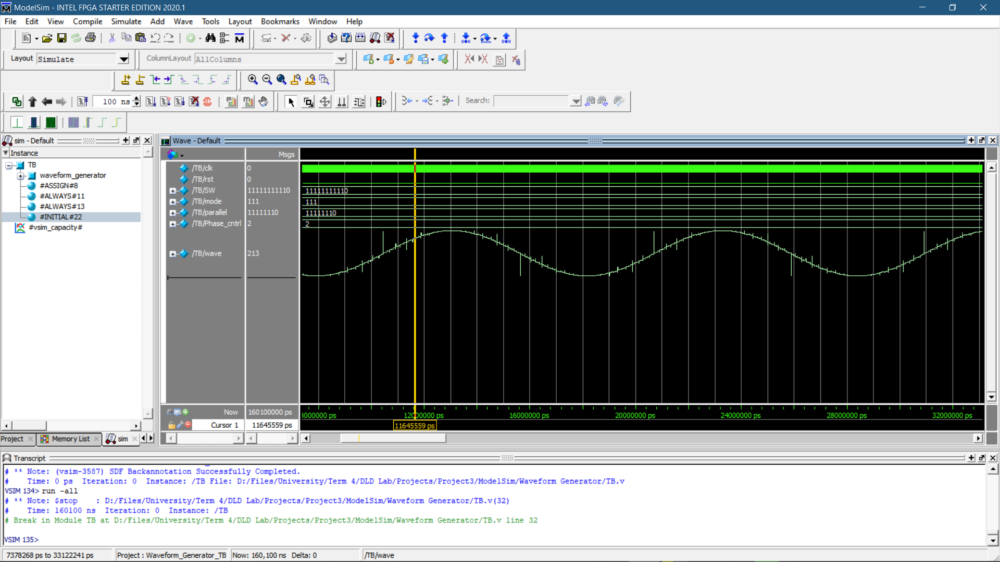 ModelSim - INTEL FPGA STARTER EDITION 2020.1
File Edit View Compile Simulate Add Wave Tools Layout Bookmarks Window Help
Layout Simulate ColumnLayout AllColumns
100 ns Search:
sim - Default
Instance
TB
waveform_generator
#ASSIGN#8
#ALWAYS#11
#ALWAYS#13
#INITIAL#22
#vsim_capacity#
Project Memory List sim
Wave - Default
Msgs
/TB/clk 0
/TB/rst 0
/TB/SW 11111111110 11111111110
/TB/mode 111 111
/TB/parallel 11111110 11111110
/TB/Phase_cntrl 2 2
/TB/wave 213
Now 160100000 ps 8000000 ps 12000000 ps 16000000 ps 20000000 ps 24000000 ps 28000000 ps 32000000 ps
Cursor 1 11645559 ps 11645559 ps
Transcript
# ** Note: (vsim-3587) SDF Backannotation Successfully Completed.
# Time: 0 ps Iteration: 0 Instance: /TB File: D:/Files/University/Term 4/DLD Lab/Projects/Project3/ModelSim/Waveform Generator/TB.v
VSIM 134> run -all
# ** Note: $stop : D:/Files/University/Term 4/DLD Lab/Projects/Project3/ModelSim/Waveform Generator/TB.v(32)
# Time: 160100 ns Iteration: 0 Instance: /TB
# Break in Module TB at D:/Files/University/Term 4/DLD Lab/Projects/Project3/ModelSim/Waveform Generator/TB.v line 32
VSIM 135>
7378268 ps to 33122241 ps Project : Waveform_Generator_TB Now: 160,100 ns Delta: 0 /TB/wave